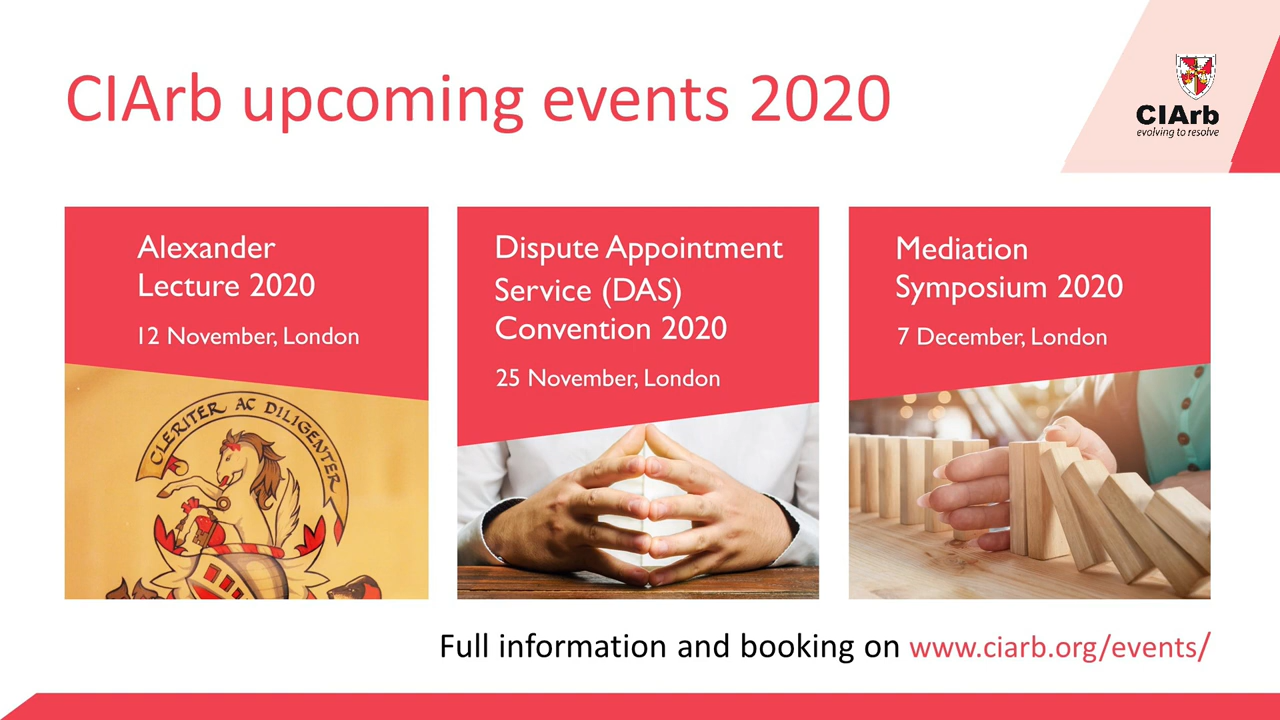 CIArb upcoming events 2020
CIArb
evolving to resolve
Alexander
Lecture 2020
12 November, London
CLERITER AC DILIGENTER
Dispute Appointment
Service (DAS)
Convention 2020
25 November, London
Mediation
Symposium 2020
7 December, London
Full information and booking on www.ciarb.org/events/